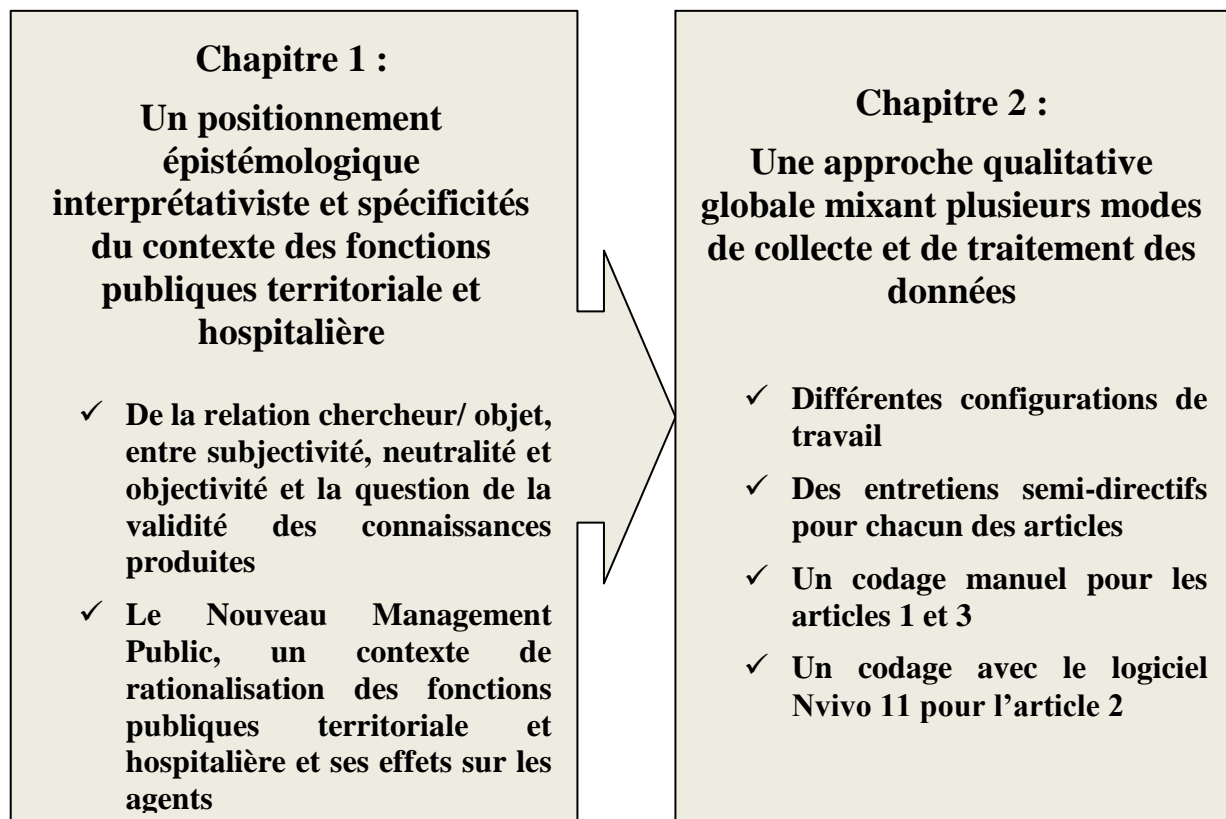 Chapitre 1 :
Un positionnement
épistémologique
interprétativiste et spécificités
du contexte des fonctions
publiques territoriale et
hospitalière
✓ De la relation chercheur/ objet,
entre subjectivité, neutralité et
objectivité et la question de la
validité des connaissances
produites
✓ Le Nouveau Management
Public, un contexte de
rationalisation des fonctions
publiques territoriale et
hospitalière et ses effets sur les
agents
Chapitre 2 :
Une approche qualitative
globale mixant plusieurs modes
de collecte et de traitement des
données
✓ Différentes configurations de
travail
✓ Des entretiens semi-directifs
pour chacun des articles
✓ Un codage manuel pour les
articles 1 et 3
✓ Un codage avec le logiciel
Nvivo 11 pour l'article 2